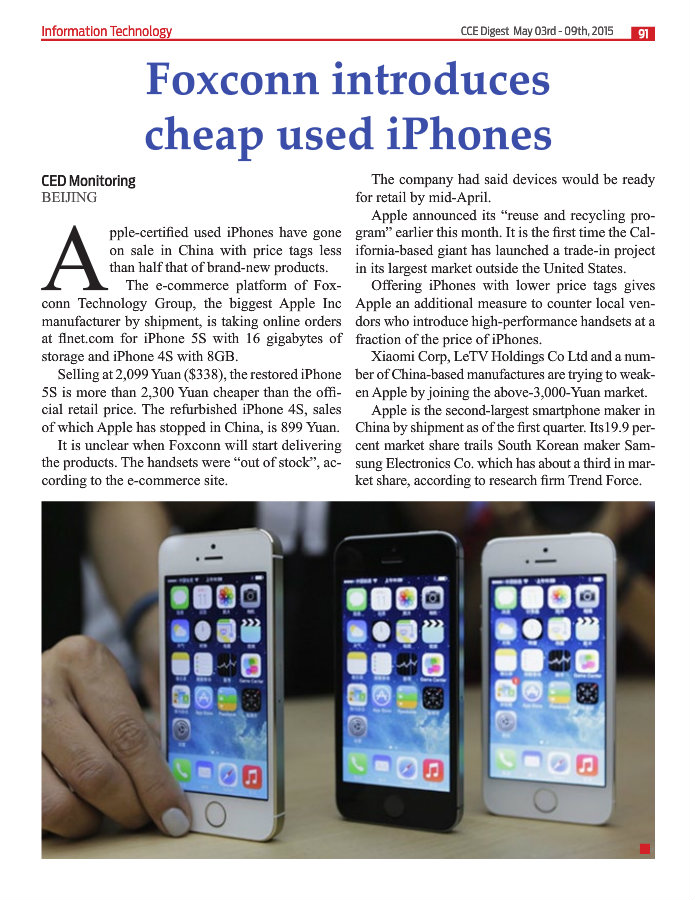 Information Technology
CCE Digest May 03rd - 09th, 2015
91
Foxconn introduces
cheap used iPhones
CED Monitoring
BEIJING
Apple-certified used iPhones have gone
on sale in China with price tags less
than half that of brand-new products.
The e-commerce platform of Fox-
conn Technology Group, the biggest Apple Inc
manufacturer by shipment, is taking online orders
at flnet.com for iPhone 5S with 16 gigabytes of
storage and iPhone 4S with 8GB.
Selling at 2,099 Yuan ($338), the restored iPhone
5S is more than 2,300 Yuan cheaper than the offi-
cial retail price. The refurbished iPhone 4S, sales
of which Apple has stopped in China, is 899 Yuan.
It is unclear when Foxconn will start delivering
the products. The handsets were “out of stock”, ac-
cording to the e-commerce site.
The company had said devices would be ready
for retail by mid-April.
Apple announced its “reuse and recycling pro-
gram” earlier this month. It is the first time the Cal-
ifornia-based giant has launched a trade-in project
in its largest market outside the United States.
Offering iPhones with lower price tags gives
Apple an additional measure to counter local ven-
dors who introduce high-performance handsets at a
fraction of the price of iPhones.
Xiaomi Corp, LeTV Holdings Co Ltd and a num-
ber of China-based manufactures are trying to weak-
en Apple by joining the above-3,000-Yuan market.
Apple is the second-largest smartphone maker in
China by shipment as of the first quarter. Its19.9 per-
cent market share trails South Korean maker Sam-
sung Electronics Co. which has about a third in mar-
ket share, according to research firm Trend Force.